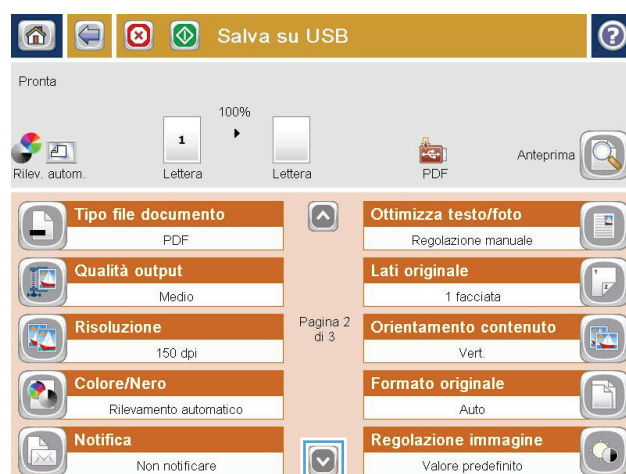 Salva su USB
Pronta
100%
1
Rilev. autom.
Lettera
Lettera
PDF
Anteprima
Tipo file documento
PDF
Qualità output
Medio
Risoluzione
150 dpi
Colore/Nero
Rilevamento automatico
Notifica
Non notificare
Pagina 2
di 3
Ottimizza testo/foto
Regolazione manuale
Lati originale
1 facciata
Orientamento contenuto
Vert.
Formato originale
Auto
Regolazione immagine
Valore predefinito